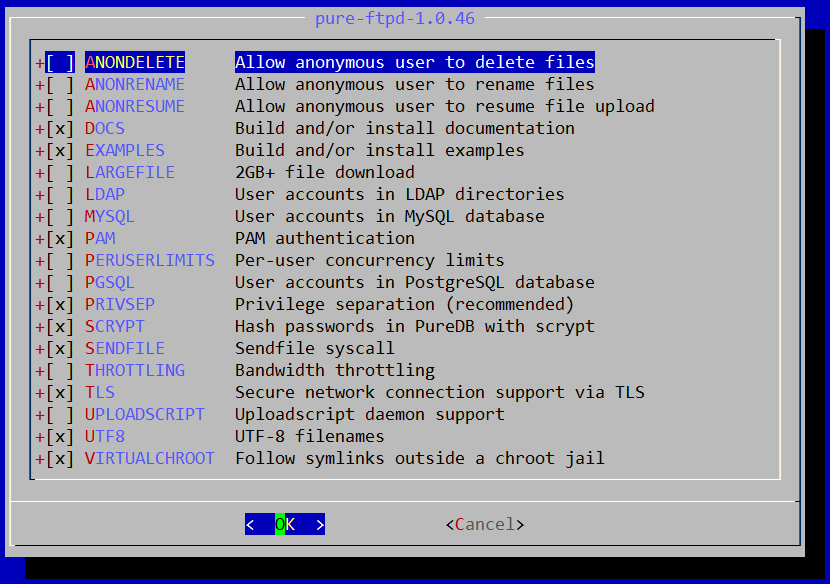 pure-ftpd-1.0.46
+[ ] ANONDELETE Allow anonymous user to delete files
+[ ] ANONRENAME Allow anonymous user to rename files
+[ ] ANONRESUME Allow anonymous user to resume file upload
+[x] DOCS Build and/or install documentation
+[x] EXAMPLES Build and/or install examples
+[ ] LARGEFILE 2GB+ file download
+[ ] LDAP User accounts in LDAP directories
+[ ] MYSQL User accounts in MySQL database
+[x] PAM PAM authentication
+[ ] PERUSERLIMITS Per-user concurrency limits
+[ ] PGSQL User accounts in PostgreSQL database
+[x] PRIVSEP Privilege separation (recommended)
+[x] SCRYPT Hash passwords in PureDB with scrypt
+[x] SENDFILE Sendfile syscall
+[ ] THROTTLING Bandwidth throttling
+[x] TLS Secure network connection support via TLS
+[ ] UPLOADSCRIPT Uploadscript daemon support
+[x] UTF8 UTF-8 filenames
+[x] VIRTUALCHROOT Follow symlinks outside a chroot jail
< OK > <Cancel>